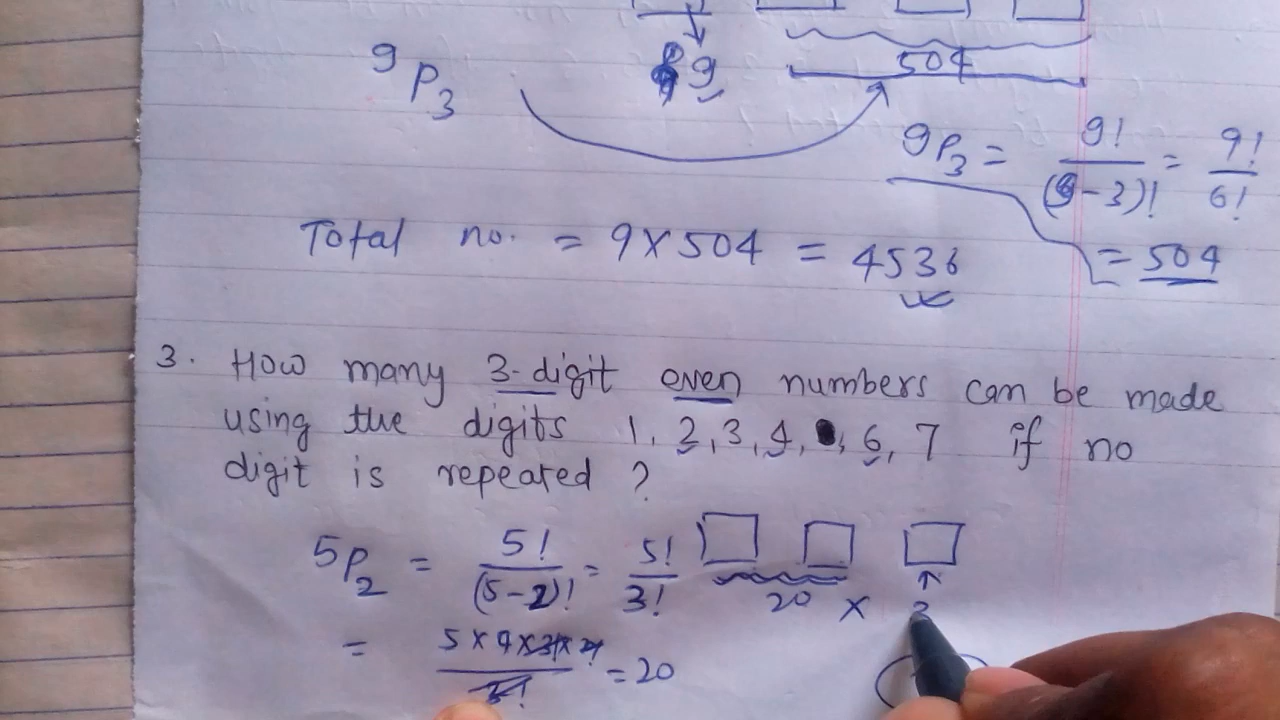 504
9P3
9
9P3 = 9! / (9-3)! = 9! / 6!
= 504
Total no. = 9 X 504 = 4536
3. How many 3-digit even numbers can be made
using the digits 1, 2, 3, 4, , 6, 7 if no
digit is repeated ?
5P2 = 5! / (5-2)! = 5! / 3!
20 X 3
= 5 x 4 x 3! / 3! = 20